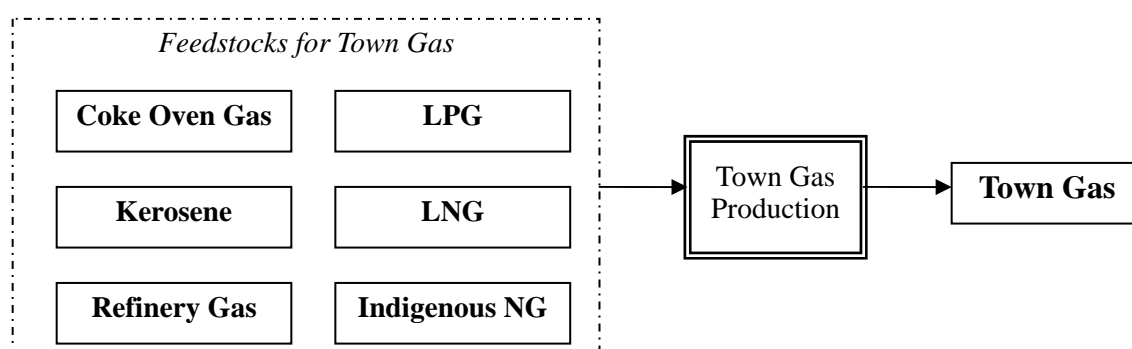 Feedstocks for Town Gas
Coke Oven Gas
LPG
Kerosene
LNG
Refinery Gas
Indigenous NG
Town Gas
Production
Town Gas